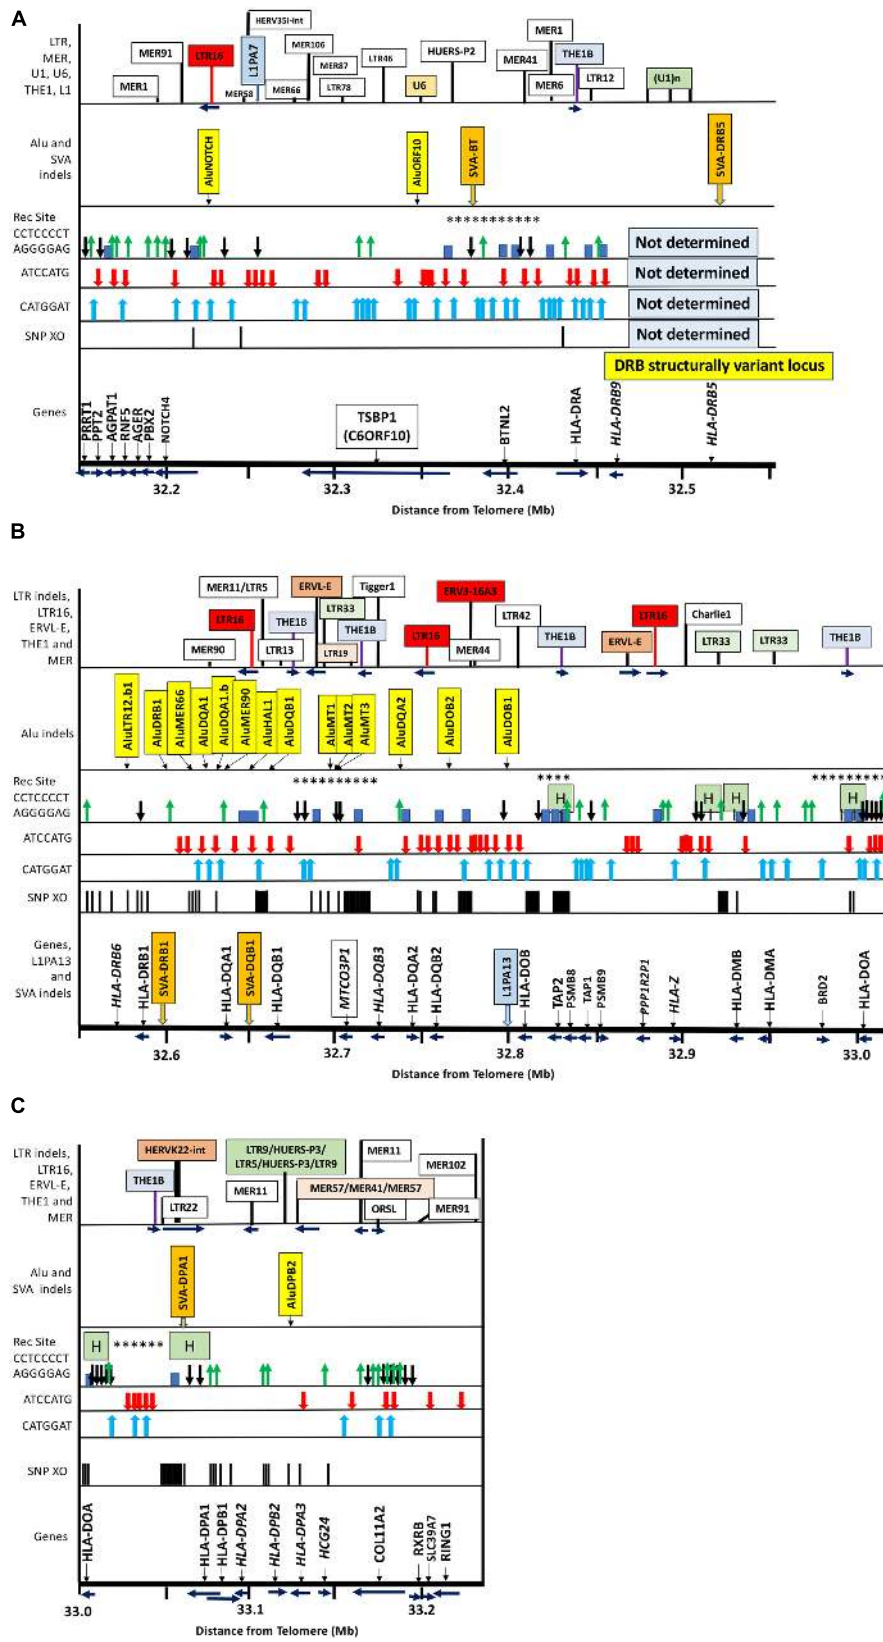 A
LTR,
MER,
U1, U6,
THE1, L1
HERV35I-int
MER91
LTR16
L1PA7
MER106
MER87
LTR46
HUERS-P2
MER1
MER41
THE1B
MER1
MER58
MER66
LTR78
U6
MER6
LTR12
(U1)n
Alu and
SVA
indels
AluNOTCH
AluORF10
SVA-BT
SVA-DRB5
Rec Site
CCTCCCCT
AGGGGAG
***********
Not determined
ATCCATG
Not determined
CATGGAT
Not determined
SNP XO
Not determined
DRB structurally variant locus
Genes
PRRT1
PPT2
AGPAT1
RNF5
AGER
PBX2
NOTCH4
TSBP1
(C6ORF10)
BTNL2
HLA-DRA
HLA-DRB9
HLA-DRB5
32.2
32.3
32.4
32.5
Distance from Telomere (Mb)
B
LTR indels,
LTR16,
ERVL-E,
THE1 and
MER
MER11/LTR5
ERVL-E
Tigger1
ERV3-16A3
LTR16
THE1B
LTR33
THE1B
LTR16
LTR42
THE1B
ERVL-E
LTR16
Charlie1
MER90
LTR13
LTR19
MER44
LTR33
LTR33
THE1B
Alu indels
AluLTR12.b1
AluDRB1
AluMER66
AluDQA1
AluDQA1.b
AluMER90
AluHAL1
AluDQB1
AluMT1
AluMT2
AluMT3
AluDQA2
AluDOB2
AluDOB1
Rec Site
CCTCCCCT
AGGGGAG
**********
****
*********
H
H
H
H
ATCCATG
CATGGAT
SNP XO
Genes,
L1PA13
and
SVA indels
HLA-DRB6
HLA-DRB1
SVA-DRB1
HLA-DQA1
SVA-DQB1
HLA-DQB1
MTCO3P1
HLA-DQB3
HLA-DQA2
HLA-DQB2
L1PA13
HLA-DOB
TAP2
PSMB8
TAP1
PSMB9
PPP1R2P1
HLA-Z
HLA-DMB
HLA-DMA
BRD2
HLA-DOA
32.6
32.7
32.8
32.9
33.0
Distance from Telomere (Mb)
C
LTR indels,
LTR16,
ERVL-E,
THE1 and
MER
HERVK22-int
LTR9/HUERS-P3/
LTR5/HUERS-P3/LTR9
MER11
MER102
THE1B
LTR22
MER11
MER57/MER41/MER57
ORSL
MER91
Alu and
SVA indels
SVA-DPA1
AluDPB2
Rec Site
CCTCCCCT
AGGGGAG
H
******
H
ATCCATG
CATGGAT
SNP XO
Genes
HLA-DOA
HLA-DPA1
HLA-DPB1
HLA-DPA2
HLA-DPB2
HLA-DPA3
HCG24
COL11A2
RXRB
SLC39A7
RING1
33.0
33.1
33.2
Distance from Telomere (Mb)